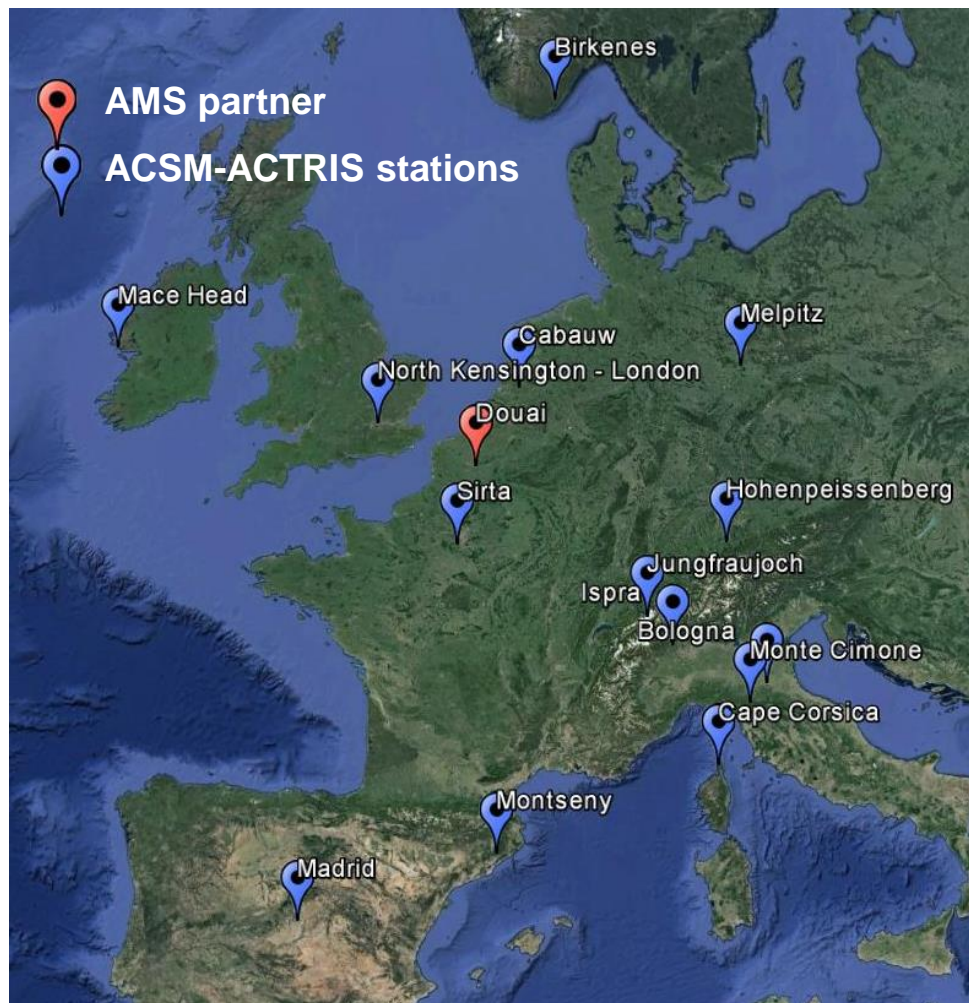 Birkenes
AMS partner
ACSM-ACTRIS stations
Mace Head
Melpitz
Cabauw
North Kensington - London
Douai
Sirta
Hohenpeissenberg
Jungfraujoch
Ispra
Bologna
Monte Cimone
Cape Corsica
Montseny
Madrid